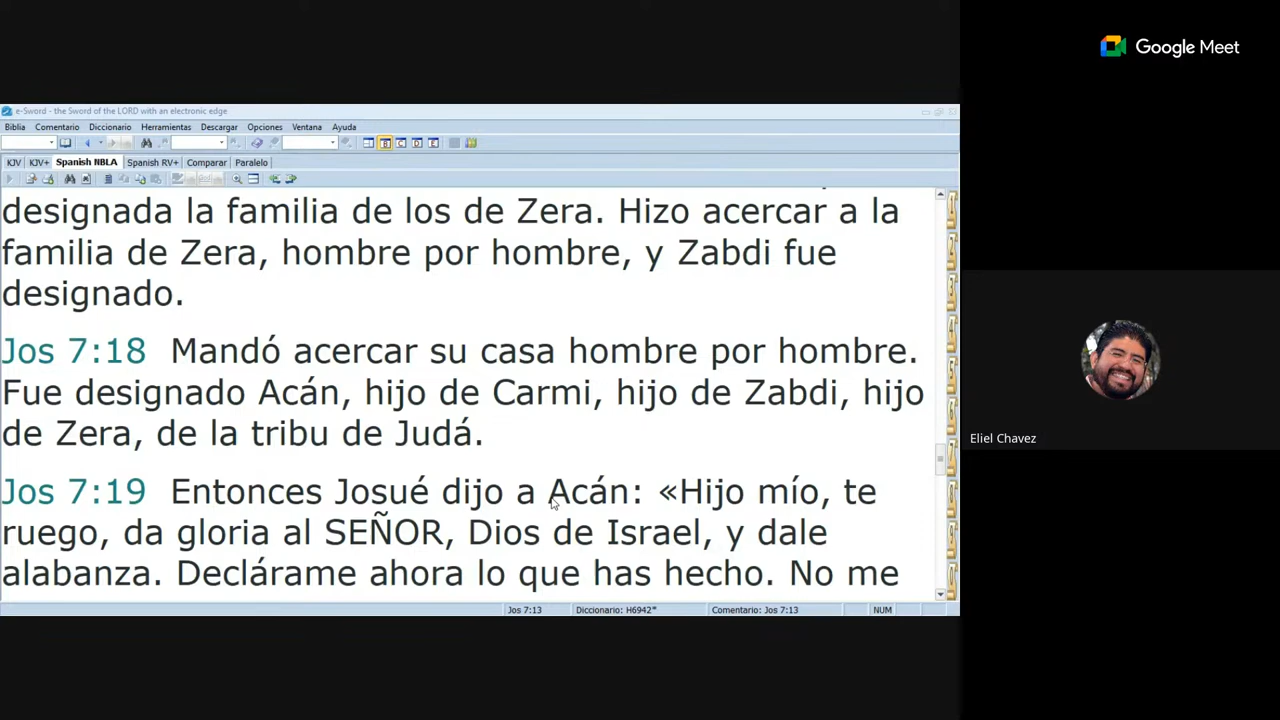 Google Meet
e-Sword - the Sword of the LORD with an electronic edge
Biblia Comentario Diccionario Herramientas Descargar Opciones Ventana Ayuda
KJV KJV+ Spanish NBLA Spanish RV+ Comparar Paralelo
designada la familia de los de Zera. Hizo acercar a la
familia de Zera, hombre por hombre, y Zabdi fue
designado.
Jos 7:18 Mandó acercar su casa hombre por hombre.
Fue designado Acán, hijo de Carmi, hijo de Zabdi, hijo
de Zera, de la tribu de Judá.
Jos 7:19 Entonces Josué dijo a Acán: «Hijo mío, te
ruego, da gloria al SEÑOR, Dios de Israel, y dale
alabanza. Declárame ahora lo que has hecho. No me
Jos 7:13 Diccionario: H6942* Comentario: Jos 7:13 NUM
Eliel Chavez